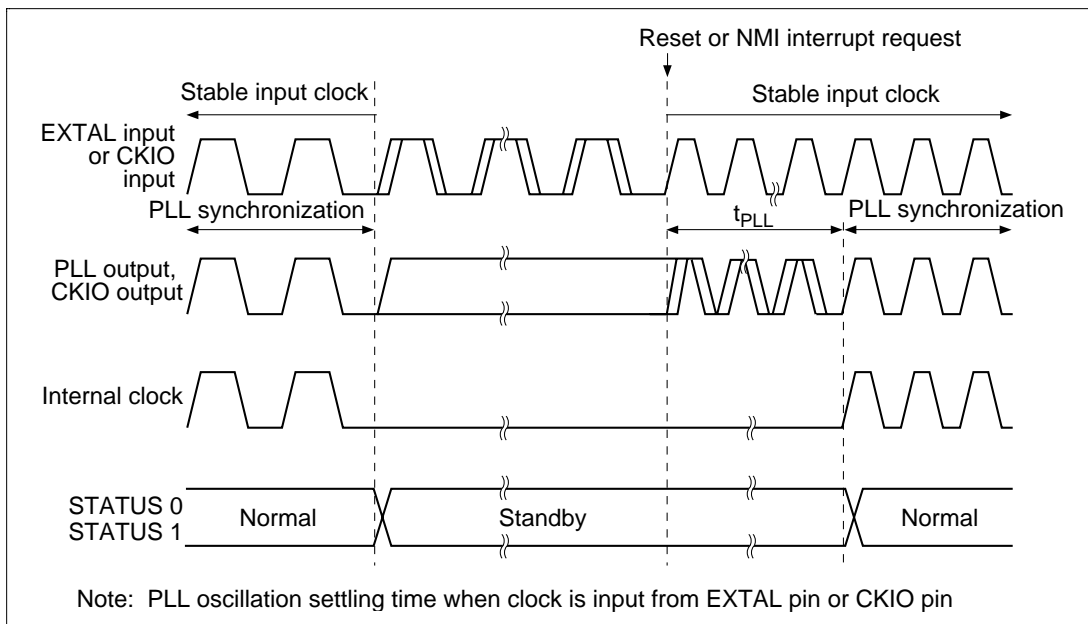 Reset or NMI interrupt request
Stable input clock
Stable input clock
EXTAL input
or CKIO
input
PLL synchronization
tPLL
PLL synchronization
PLL output,
CKIO output
Internal clock
STATUS 0
STATUS 1
Normal
Standby
Normal
Note: PLL oscillation settling time when clock is input from EXTAL pin or CKIO pin